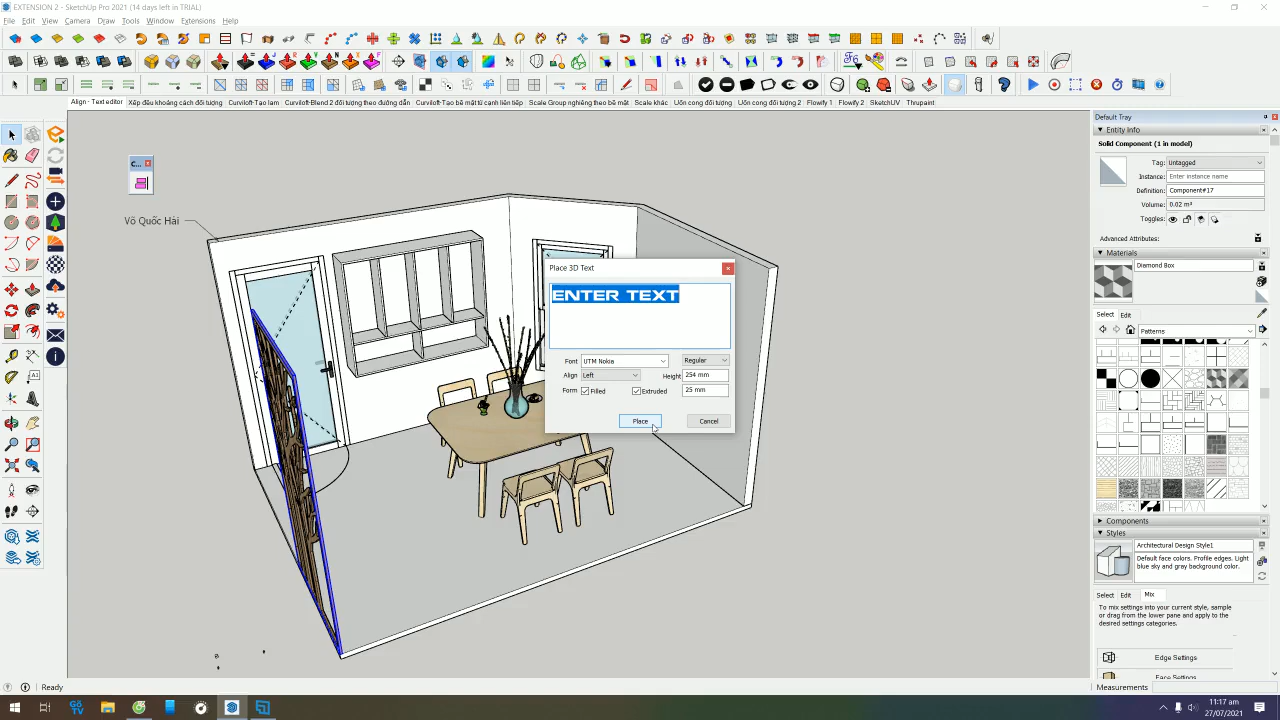 EXTENSION 2 - SketchUp Pro 2021 (14 days left in TRIAL)
File Edit View Camera Draw Tools Window Extensions Help
Align - Text editor Xếp đều khoảng cách đối tượng Curviloft-Tạo lam Curviloft-Blend 2 đối tượng theo đường dẫn Curviloft-Tạo bề mặt từ cạnh liên tiếp Scale Group nghiêng theo bề mặt Scale khác Uốn cong đối tượng Uốn cong đối tượng 2 Flowify 1 Flowify 2 SketchUV Thrupaint
C...
Võ Quốc Hải
Place 3D Text
ENTER TEXT
Font UTM Nokia Regular
Align Left Height 254 mm
Form Filled Extruded 25 mm
Place Cancel
Default Tray
Entity Info
Solid Component (1 in model)
Tag: Untagged
Instance: Enter instance name
Definition: Component#17
Volume: 0.02 m³
Toggles:
Advanced Attributes:
Materials
Diamond Box
Select Edit
Patterns
Components
Styles
Architectural Design Style1
Default face colors. Profile edges. Light
blue sky and gray background color.
Select Edit Mix
To mix settings into your current style, sample
or drag from the lower pane and apply to the
desired settings categories.
Edge Settings
Face Settings
Ready
Measurements
11:17 am
27/07/2021